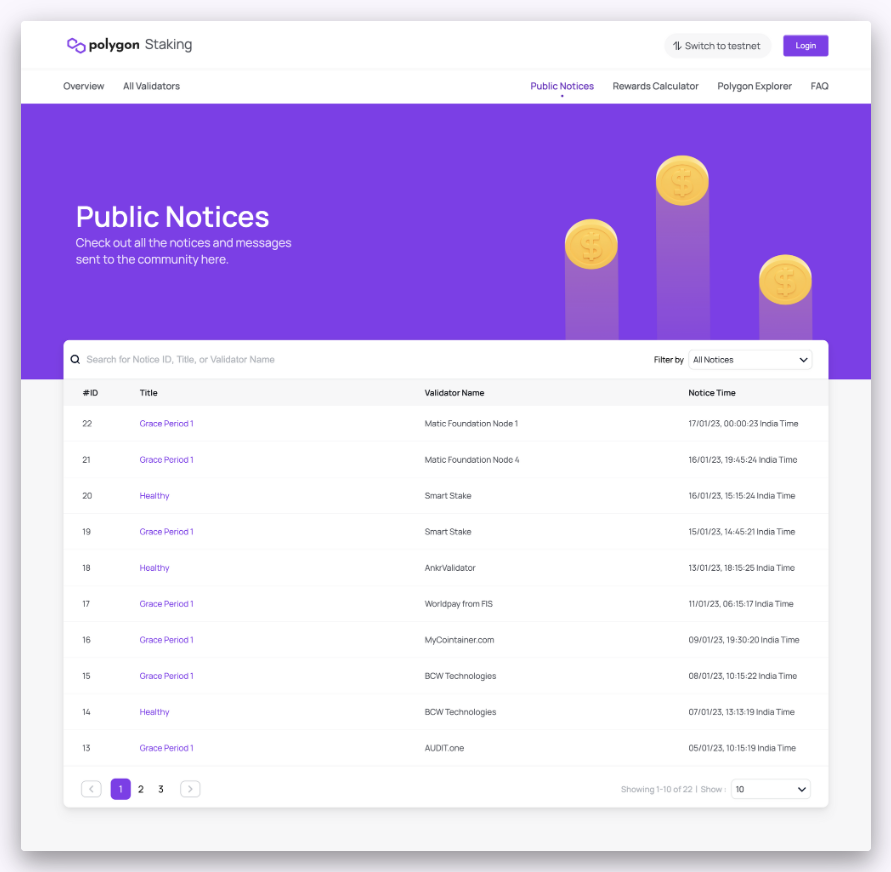 polygon Staking
Switch to testnet
Login
Overview All Validators Public Notices Rewards Calculator Polygon Explorer FAQ
Public Notices
Check out all the notices and messages
sent to the community here.
Search for Notice ID, Title, or Validator Name Filter by All Notices
#ID Title Validator Name Notice Time
22 Grace Period 1 Matic Foundation Node 1 17/01/23, 00:00:23 India Time
21 Grace Period 1 Matic Foundation Node 4 16/01/23, 19:45:24 India Time
20 Healthy Smart Stake 16/01/23, 15:15:24 India Time
19 Grace Period 1 Smart Stake 15/01/23, 14:45:21 India Time
18 Healthy AnkrValidator 13/01/23, 18:15:25 India Time
17 Grace Period 1 Worldpay from FIS 11/01/23, 06:15:17 India Time
16 Grace Period 1 MyCointainer.com 09/01/23, 19:30:20 India Time
15 Grace Period 1 BCW Technologies 08/01/23, 10:15:22 India Time
14 Healthy BCW Technologies 07/01/23, 13:13:19 India Time
13 Grace Period 1 AUDIT.one 05/01/23, 10:15:19 India Time
< 1 2 3 > Showing 1-10 of 22 | Show : 10